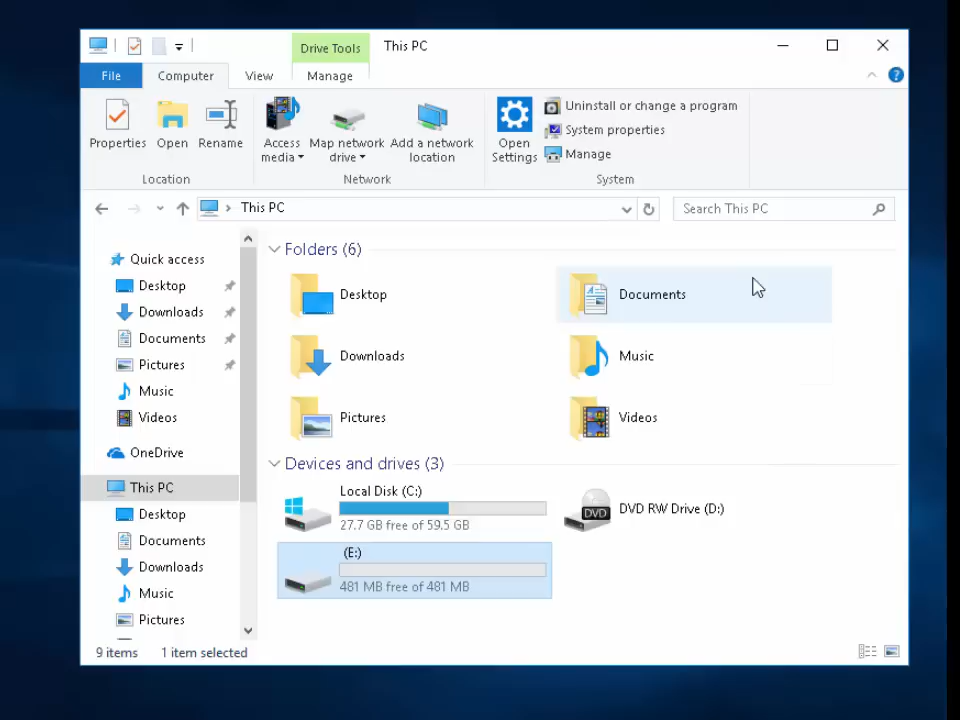 Drive Tools This PC
File Computer View Manage
Properties Open Rename Access media Map network drive Add a network location Open Settings Uninstall or change a program
System properties
Manage
Location Network System
This PC Search This PC
Quick access
Desktop
Downloads
Documents
Pictures
Music
Videos
OneDrive
This PC
Desktop
Documents
Downloads
Music
Pictures
Folders (6)
Desktop Documents
Downloads Music
Pictures Videos
Devices and drives (3)
Local Disk (C:)
27.7 GB free of 59.5 GB
DVD DVD RW Drive (D:)
(E:)
481 MB free of 481 MB
9 items 1 item selected